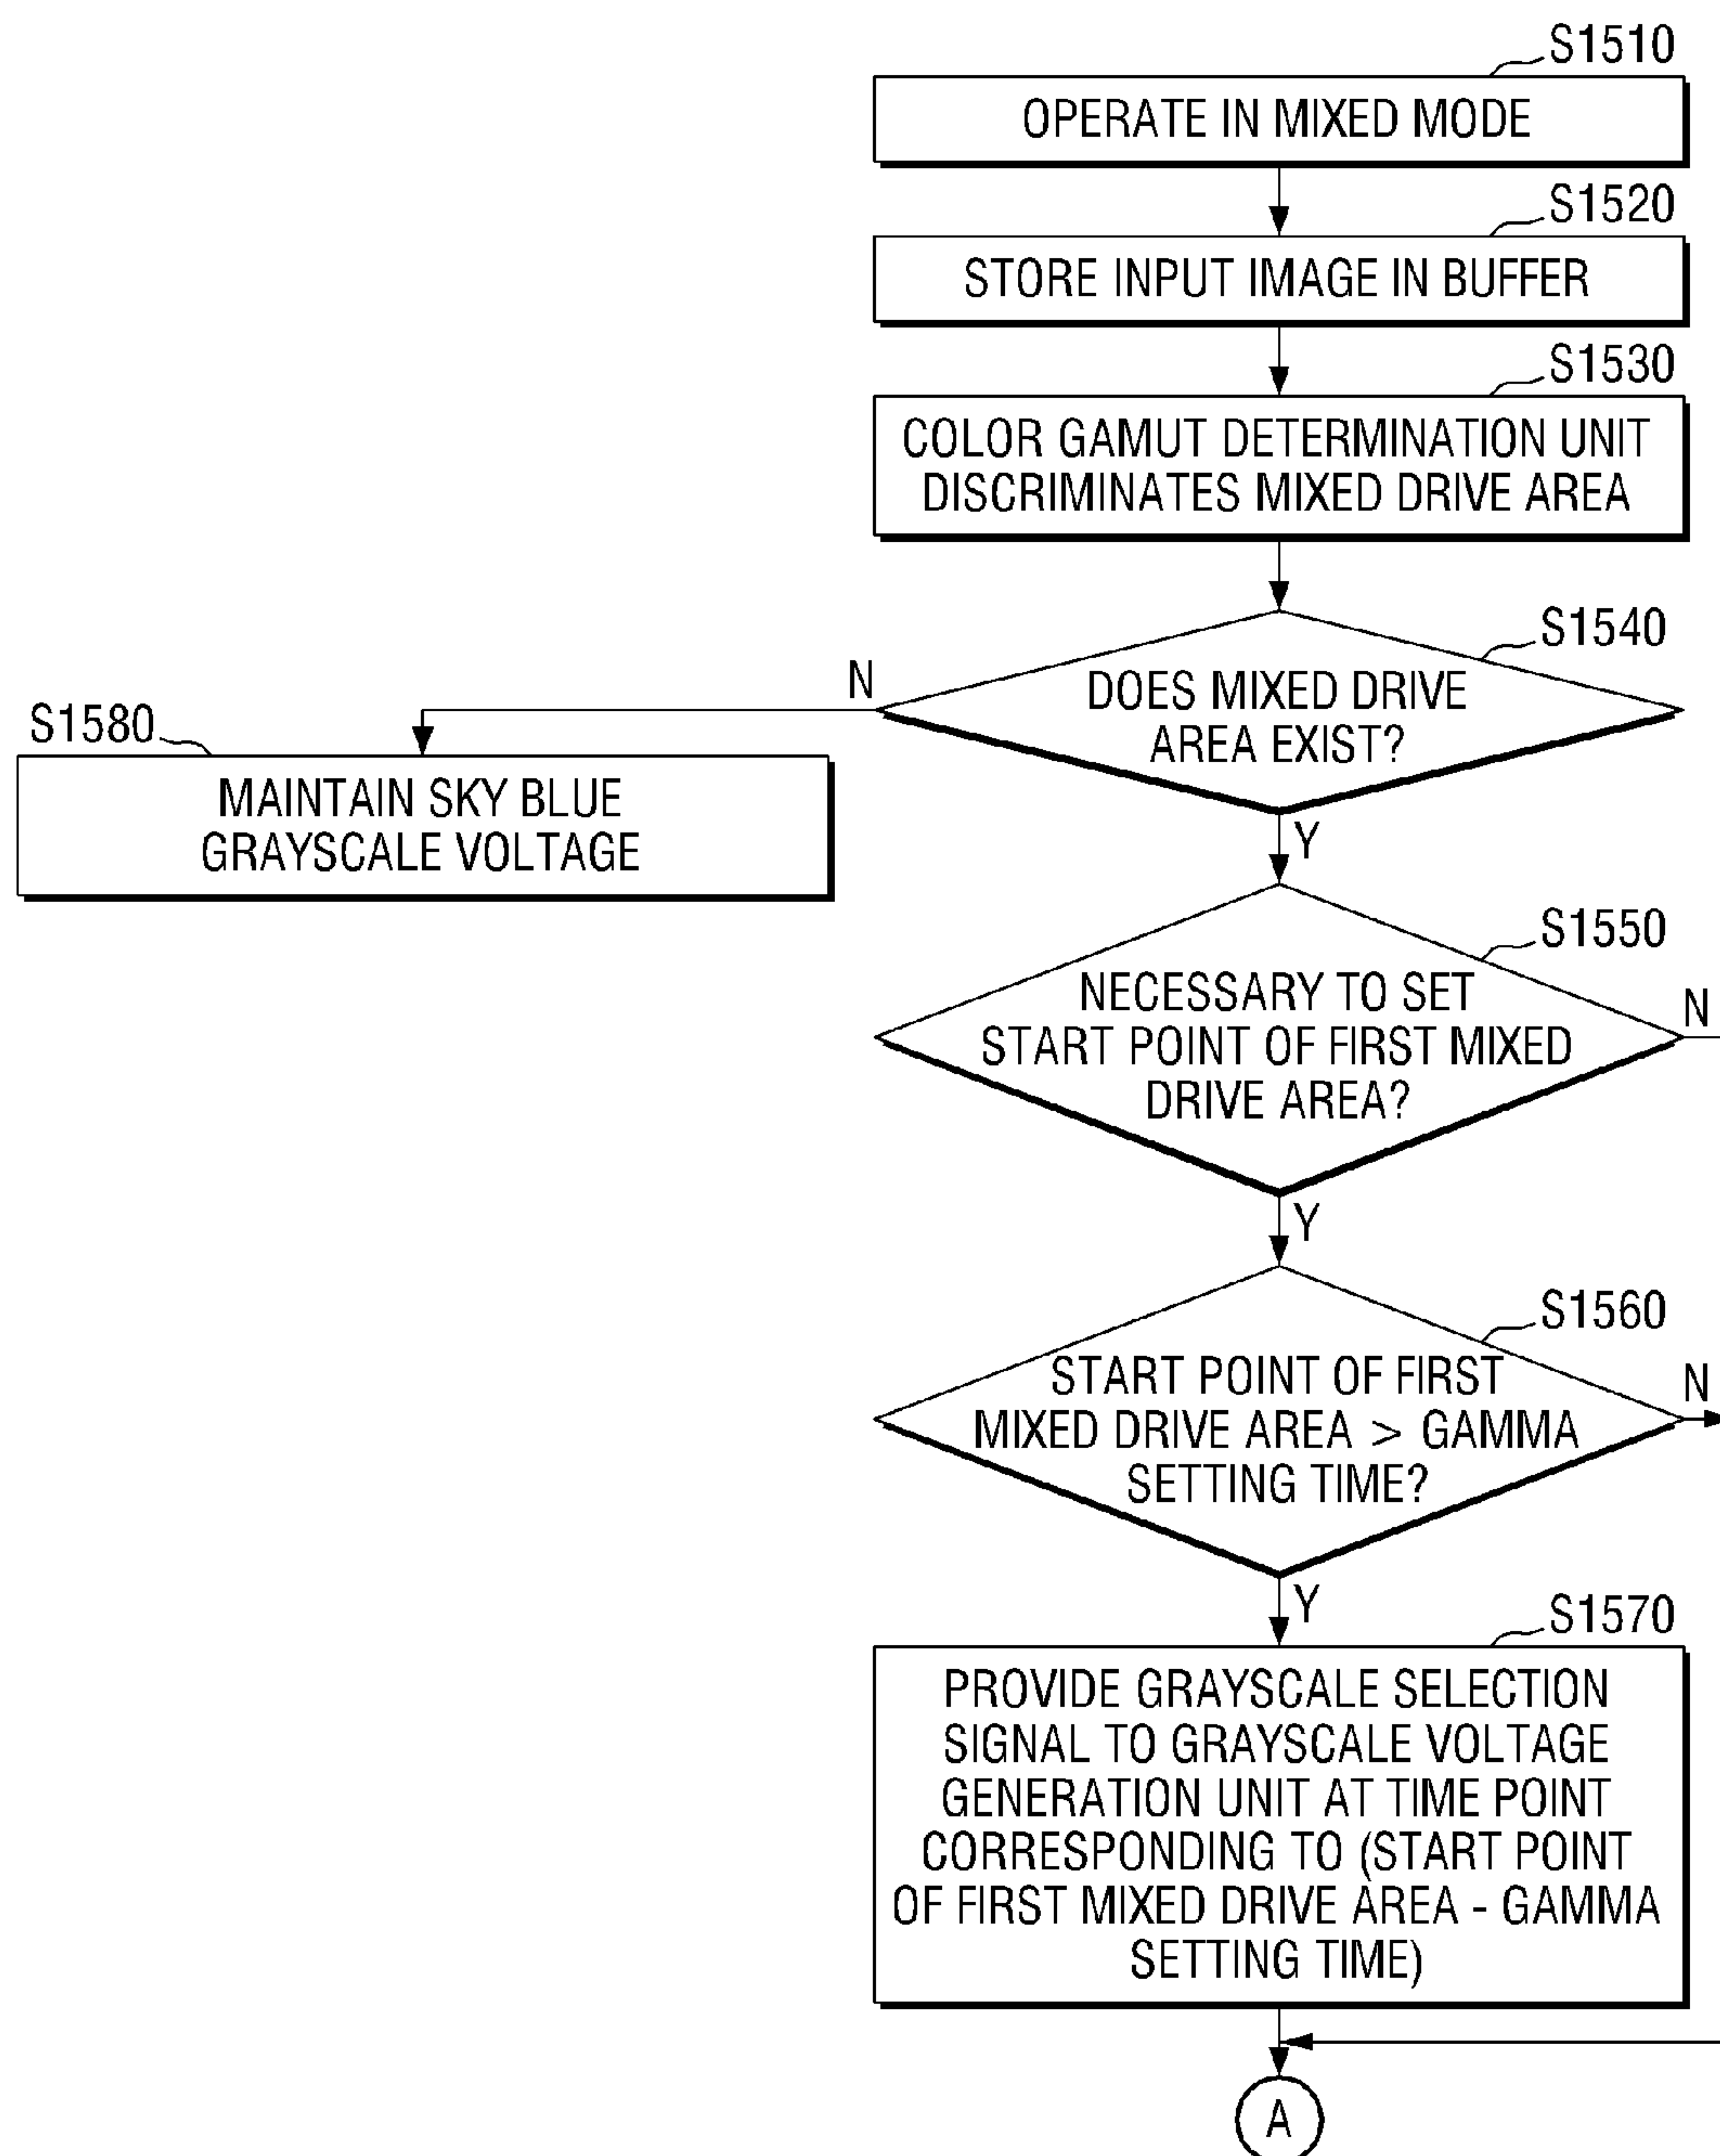 S1510
OPERATE IN MIXED MODE
S1520
STORE INPUT IMAGE IN BUFFER
S1530
COLOR GAMUT DETERMINATION UNIT
DISCRIMINATES MIXED DRIVE AREA
S1540
DOES MIXED DRIVE
AREA EXIST?
N
S1580
MAINTAIN SKY BLUE
GRAYSCALE VOLTAGE
Y
S1550
NECESSARY TO SET
START POINT OF FIRST MIXED
DRIVE AREA?
N
Y
S1560
START POINT OF FIRST
MIXED DRIVE AREA > GAMMA
SETTING TIME?
N
Y
S1570
PROVIDE GRAYSCALE SELECTION
SIGNAL TO GRAYSCALE VOLTAGE
GENERATION UNIT AT TIME POINT
CORRESPONDING TO (START POINT
OF FIRST MIXED DRIVE AREA - GAMMA
SETTING TIME)
A